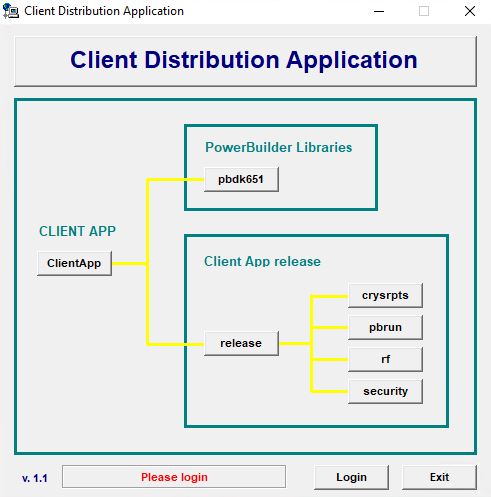 Client Distribution Application
Client Distribution Application
PowerBuilder Libraries
pbdk651
CLIENT APP
ClientApp
Client App release
crysrpts
pbrun
release
rf
security
v. 1.1
Please login
Login
Exit